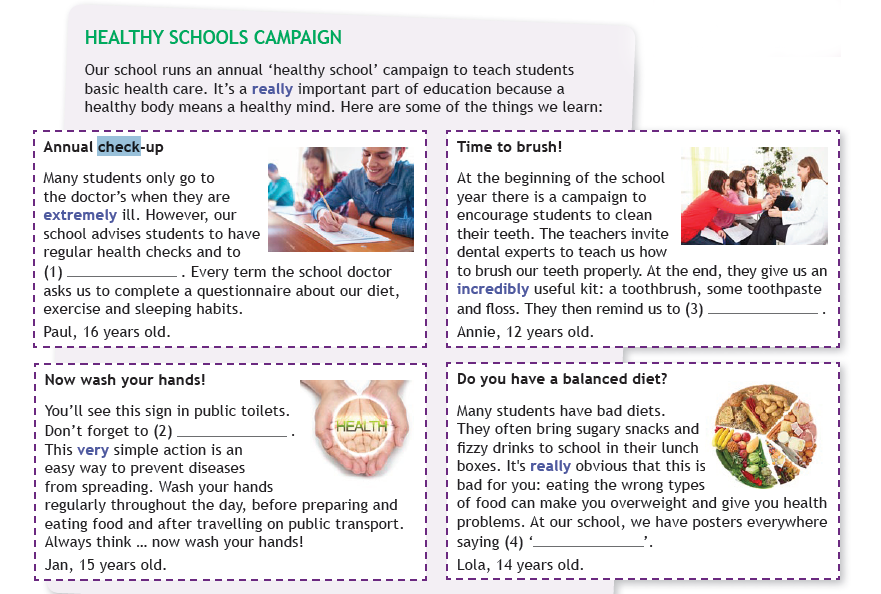 HEALTHY SCHOOLS CAMPAIGN
Our school runs an annual ‘healthy school’ campaign to teach students
basic health care. It’s a really important part of education because a
healthy body means a healthy mind. Here are some of the things we learn:
Annual check-up
Many students only go to
the doctor’s when they are
extremely ill. However, our
school advises students to have
regular health checks and to
(1) ______________ . Every term the school doctor
asks us to complete a questionnaire about our diet,
exercise and sleeping habits.
Paul, 16 years old.
Time to brush!
At the beginning of the school
year there is a campaign to
encourage students to clean
their teeth. The teachers invite
dental experts to teach us how
to brush our teeth properly. At the end, they give us an
incredibly useful kit: a toothbrush, some toothpaste
and floss. They then remind us to (3) ______________ .
Annie, 12 years old.
Now wash your hands!
You’ll see this sign in public toilets.
Don’t forget to (2) ______________ .
This very simple action is an
easy way to prevent diseases
from spreading. Wash your hands
regularly throughout the day, before preparing and
eating food and after travelling on public transport.
Always think … now wash your hands!
Jan, 15 years old.
HEALTH
Do you have a balanced diet?
Many students have bad diets.
They often bring sugary snacks and
fizzy drinks to school in their lunch
boxes. It's really obvious that this is
bad for you: eating the wrong types
of food can make you overweight and give you health
problems. At our school, we have posters everywhere
saying (4) ‘______________’.
Lola, 14 years old.